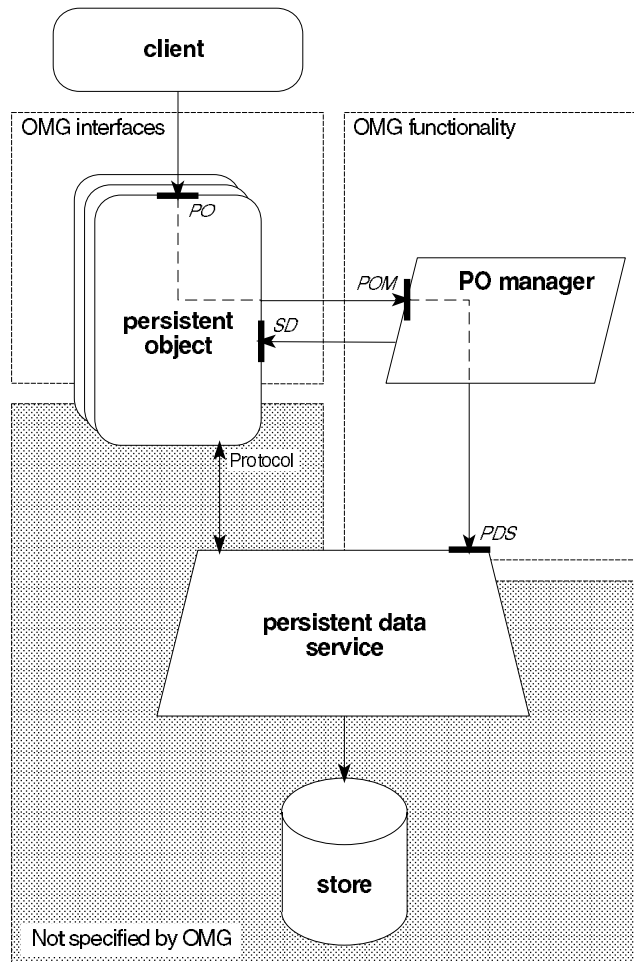 client
OMG interfaces
OMG functionality
PO
POM
PO manager
persistent
object
SD
Protocol
PDS
persistent data
service
store
Not specified by OMG